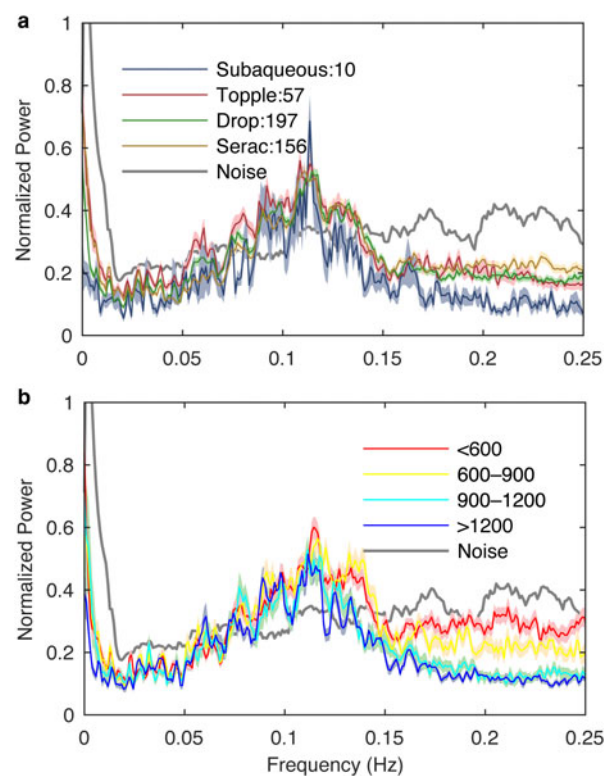 a
1
0.8
0.6
0.4
0.2
0
Normalized Power
Subaqueous:10
Topple:57
Drop:197
Serac:156
Noise
0 0.05 0.1 0.15 0.2 0.25
b
1
0.8
0.6
0.4
0.2
0
Normalized Power
<600
600–900
900–1200
>1200
Noise
0 0.05 0.1 0.15 0.2 0.25
Frequency (Hz)